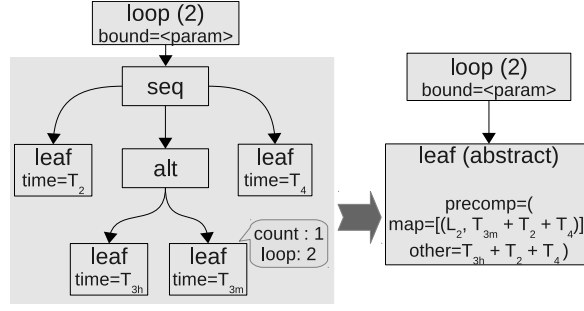 loop (2)
bound=<param>
seq
leaf
time=T₂
alt
leaf
time=T₄
leaf
time=T₃ₕ
leaf
time=T₃ₘ
count : 1
loop: 2
loop (2)
bound=<param>
leaf (abstract)
precomp=(
map=[(L₂, T₃ₘ + T₂ + T₄)]
other=T₃ₕ + T₂ + T₄)